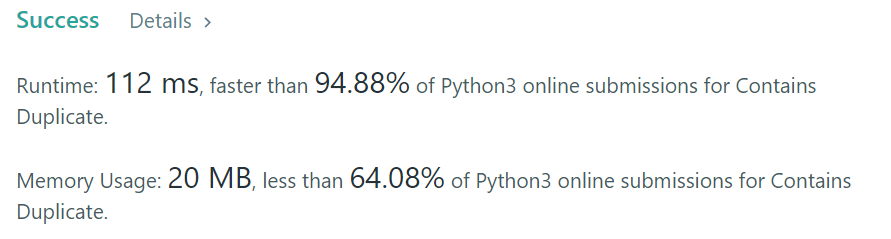 Success Details >
Runtime: 112 ms, faster than 94.88% of Python3 online submissions for Contains
Duplicate.
Memory Usage: 20 MB, less than 64.08% of Python3 online submissions for Contains
Duplicate.